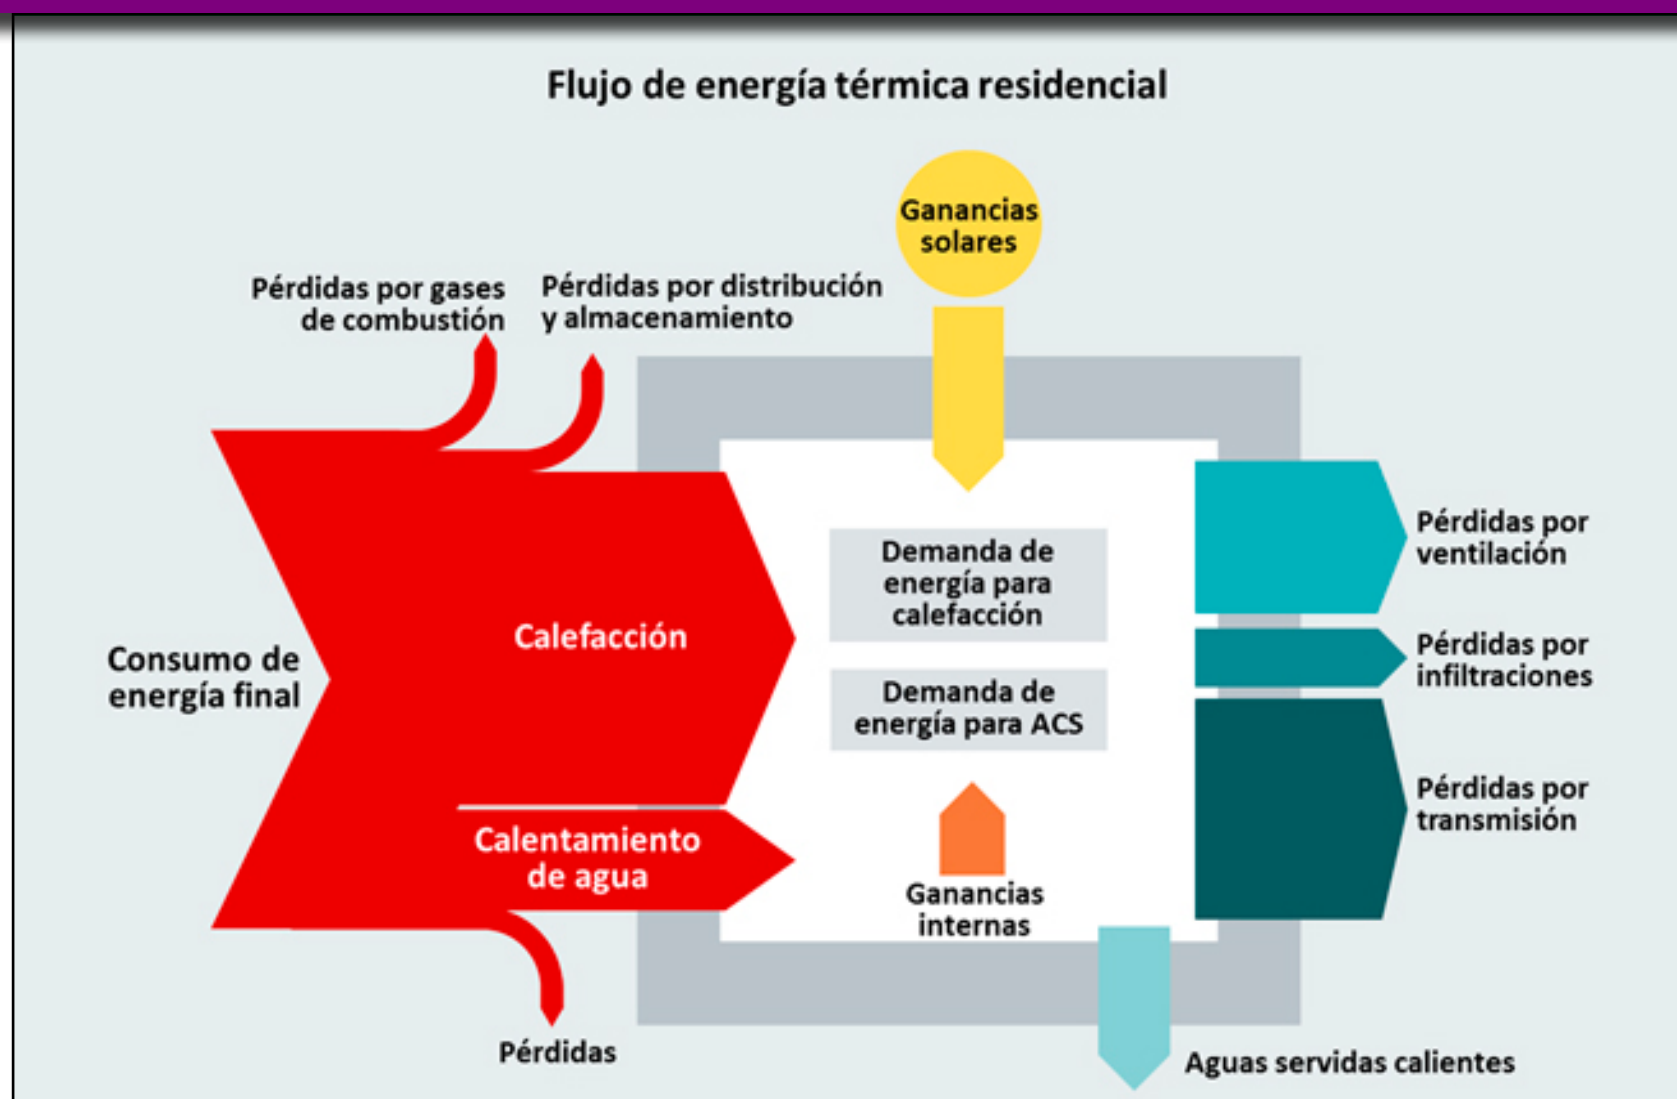 Flujo de energía térmica residencial
Ganancias
solares
Pérdidas por gases
de combustión
Pérdidas por distribución
y almacenamiento
Consumo de
energía final
Calefacción
Calentamiento
de agua
Pérdidas
Demanda de
energía para
calefacción
Demanda de
energía para ACS
Ganancias
internas
Pérdidas por
ventilación
Pérdidas por
infiltraciones
Pérdidas por
transmisión
Aguas servidas calientes